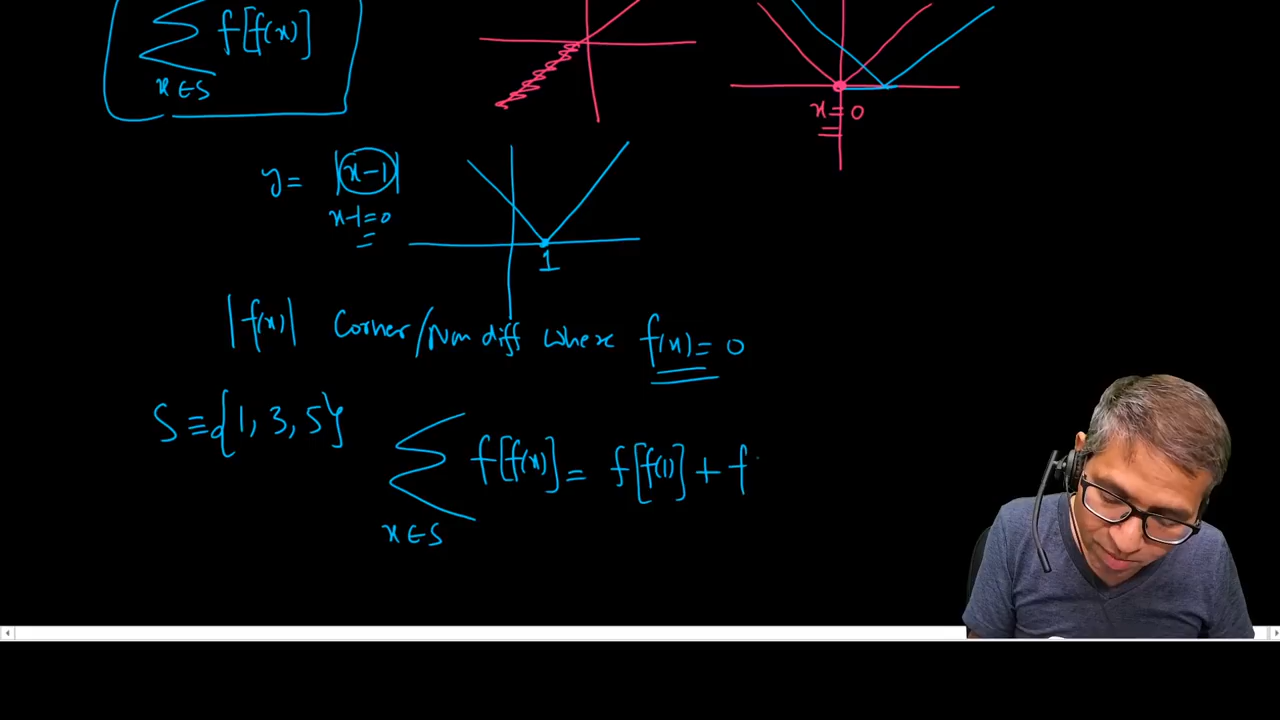 ∑ f[f(x)]
x∈S
x=0
y = |x-1|
x-1=0
1
|f(x)| Corner/Non diff where f(x) = 0
S≡{1, 3, 5}
∑ f[f(x)] = f[f(1)] + f
x∈S